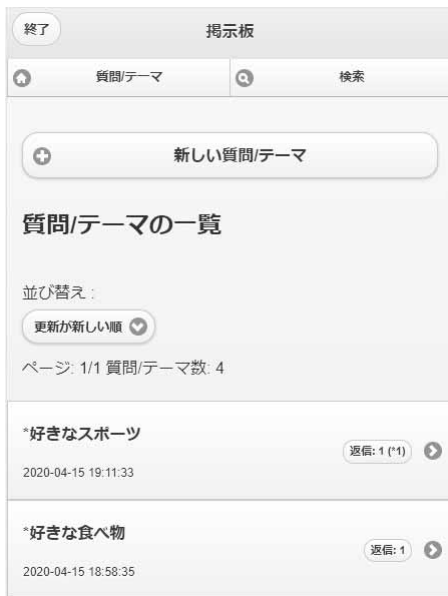 終了 掲示板
質問/テーマ 検索
新しい質問/テーマ
質問/テーマの一覧
並び替え :
更新が新しい順
ページ: 1/1 質問/テーマ数: 4
*好きなスポーツ
返信: 1 (*1)
2020-04-15 19:11:33
*好きな食べ物
返信: 1
2020-04-15 18:58:35